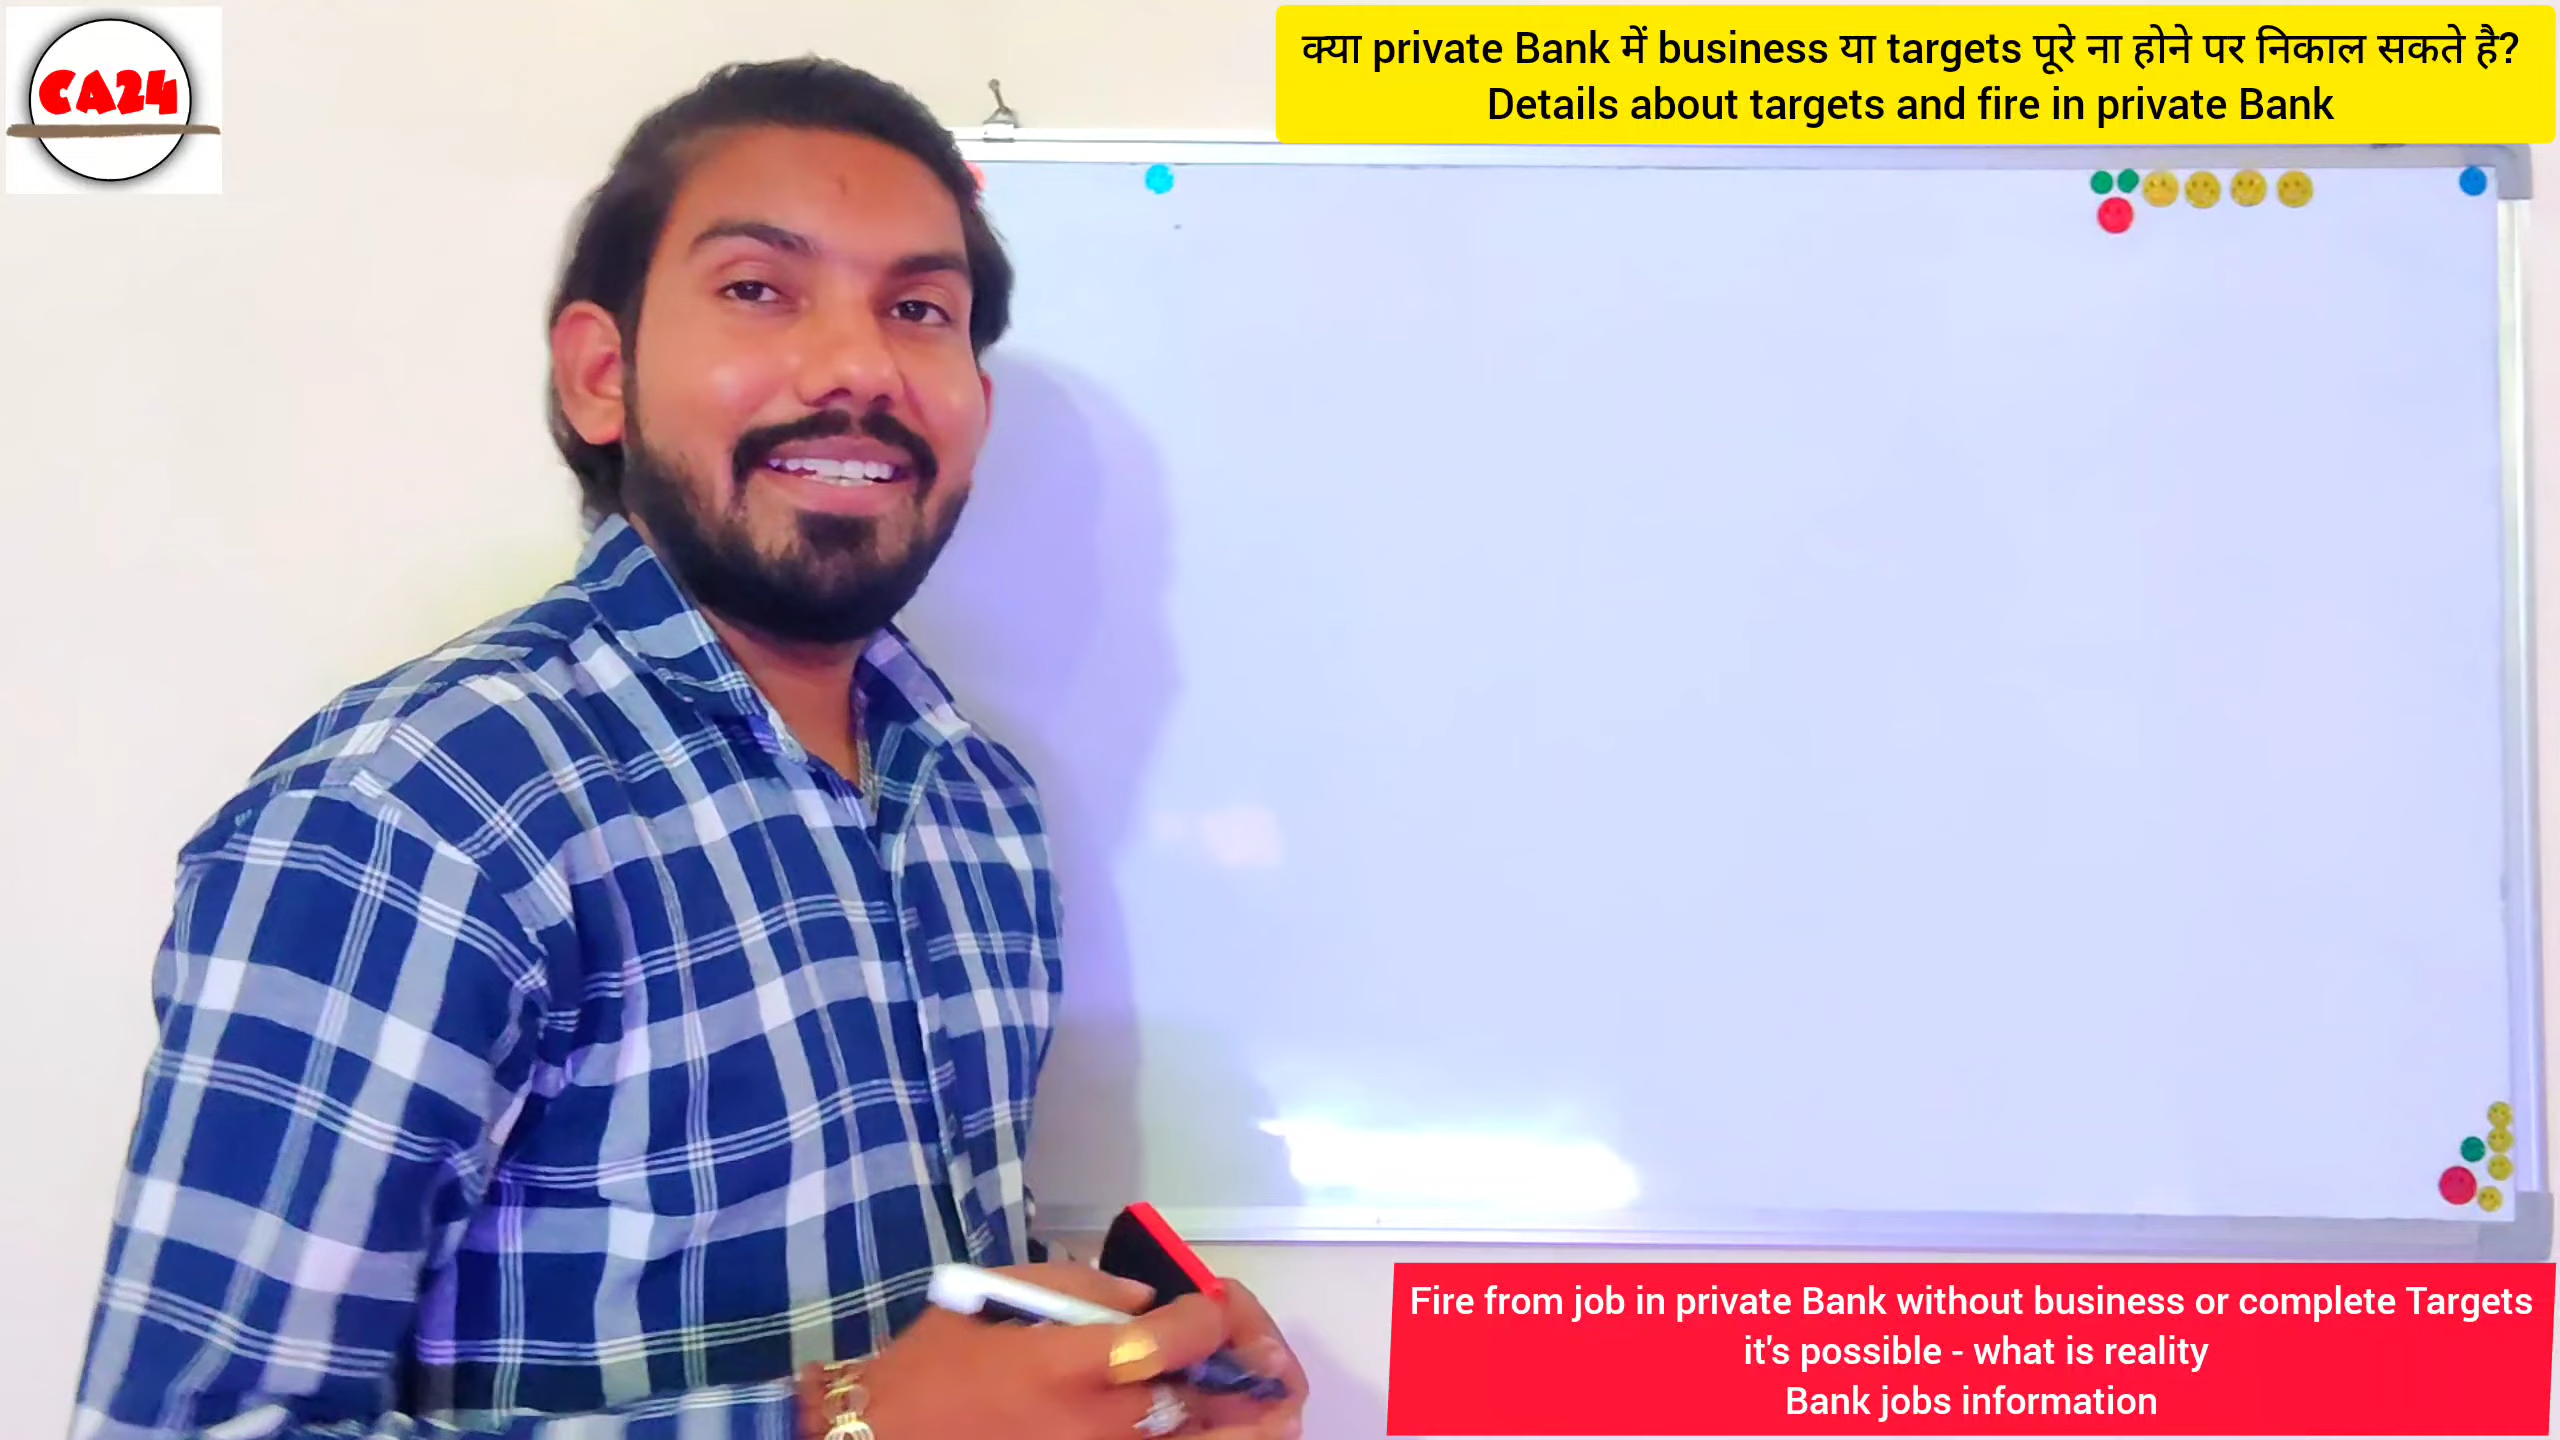 CA24
क्या private Bank में business या targets पूरे ना होने पर निकाल सकते है?
Details about targets and fire in private Bank
Fire from job in private Bank without business or complete Targets
it's possible - what is reality
Bank jobs information